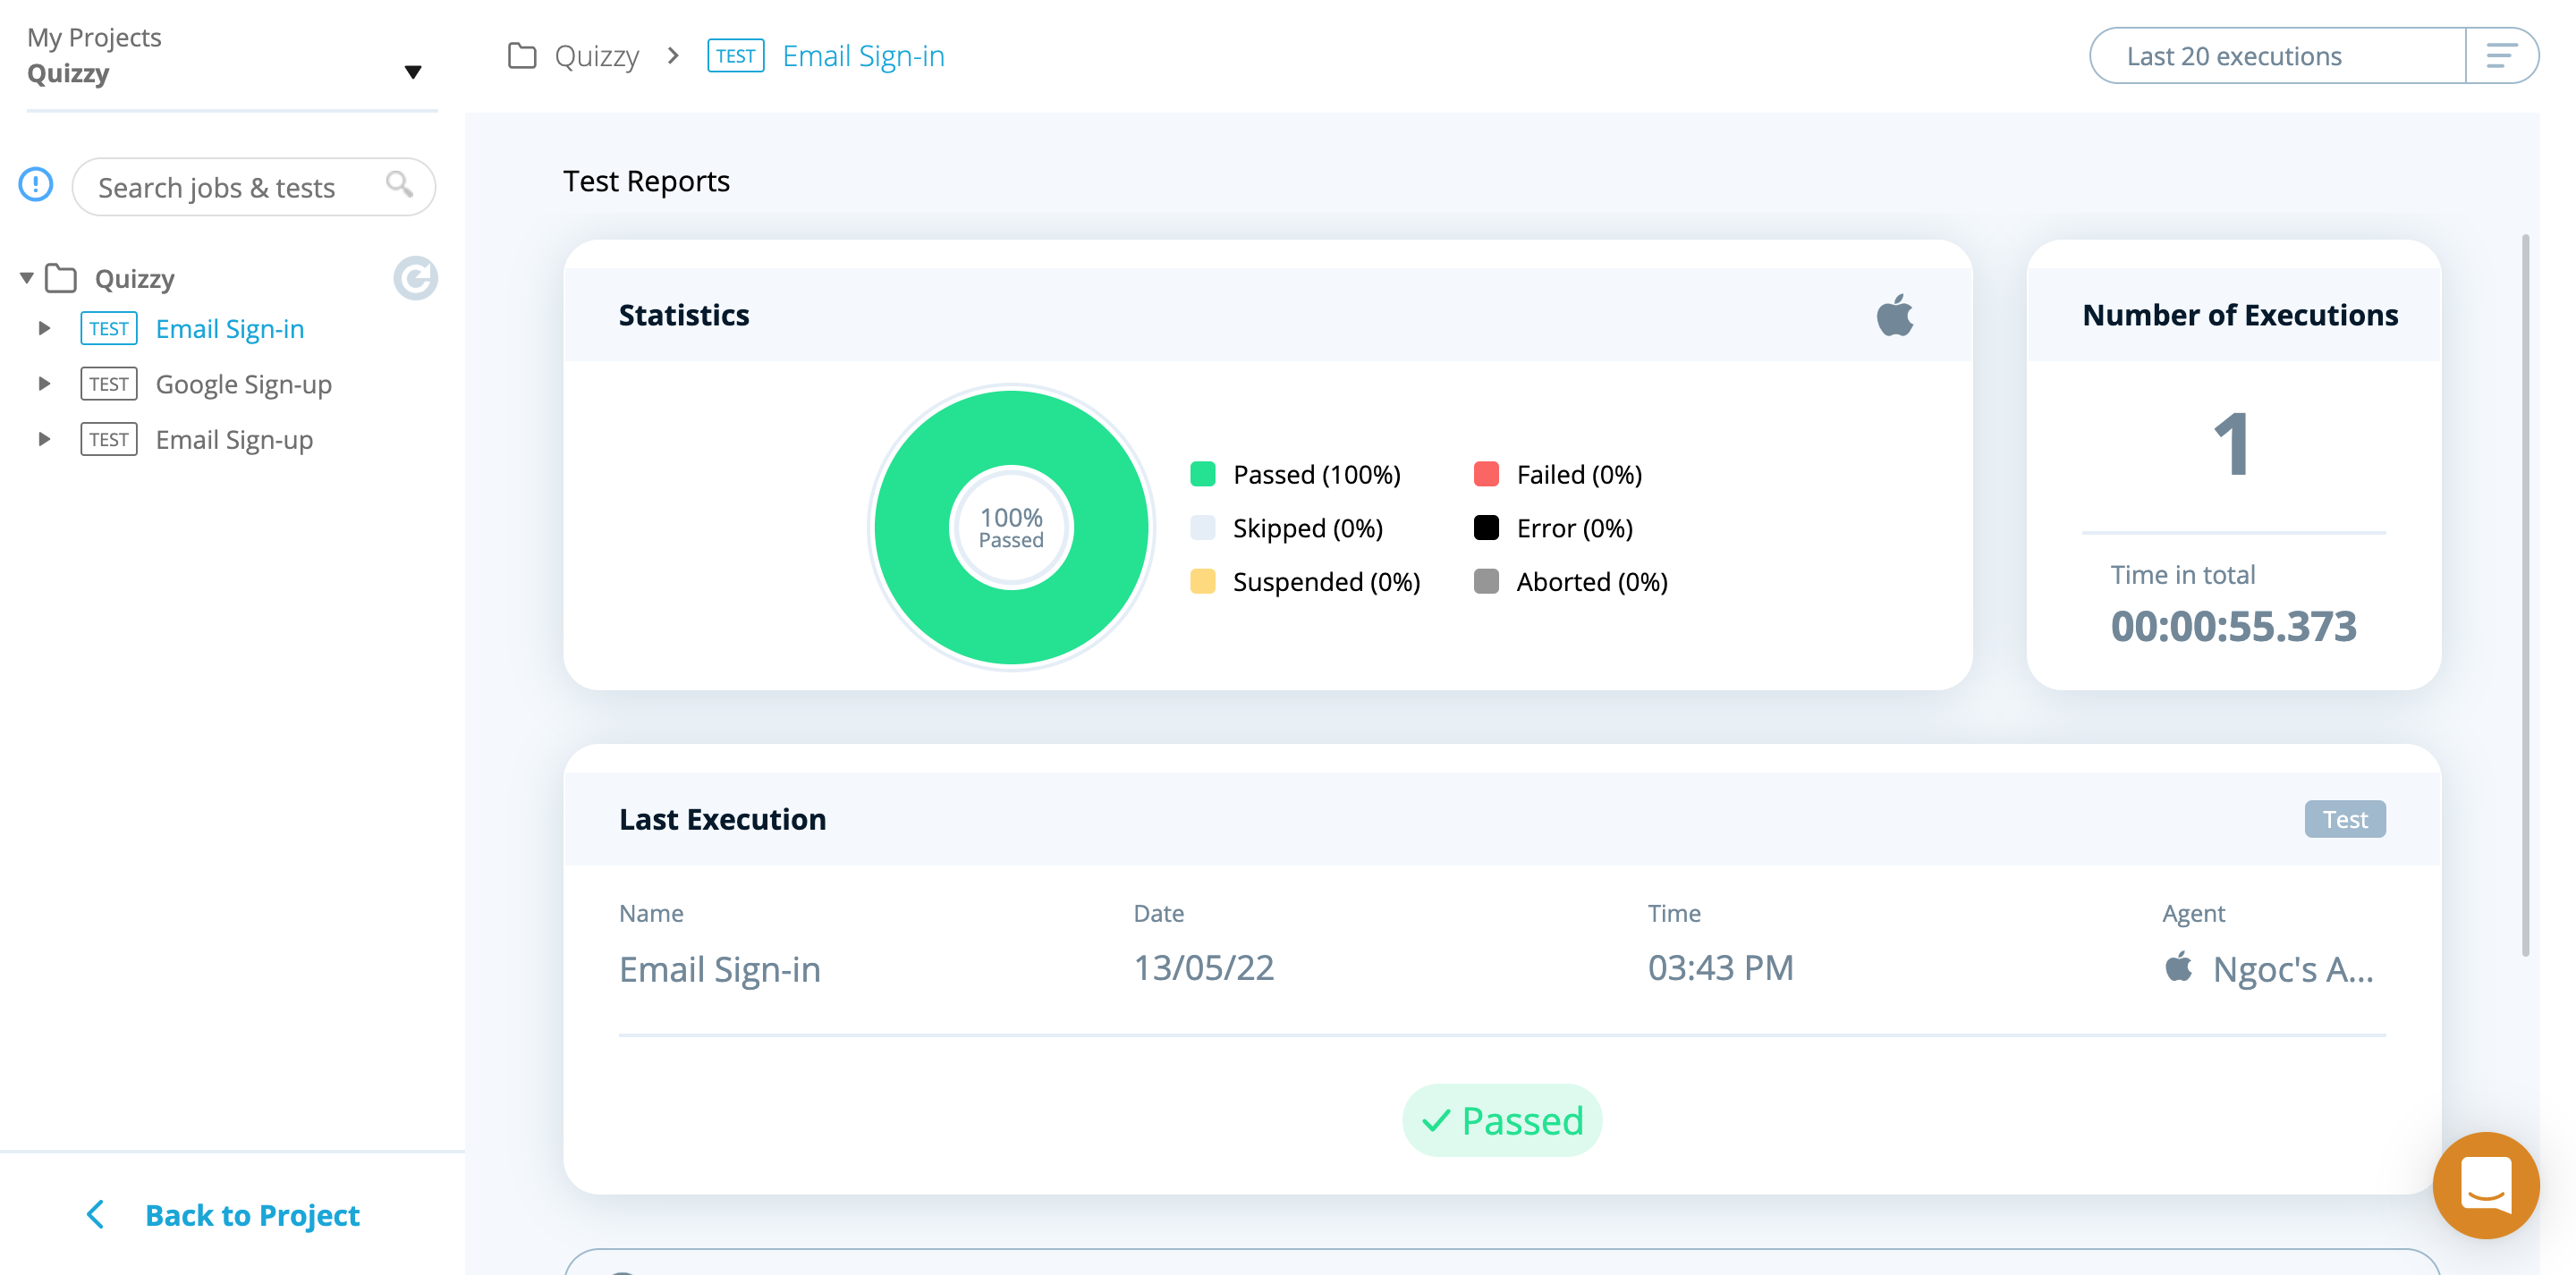 My Projects
Quizzy
Search jobs & tests
Quizzy
TEST Email Sign-in
TEST Google Sign-up
TEST Email Sign-up
Back to Project
Quizzy > TEST Email Sign-in
Last 20 executions
Test Reports
Statistics
100%
Passed
Passed (100%)
Failed (0%)
Skipped (0%)
Error (0%)
Suspended (0%)
Aborted (0%)
Number of Executions
1
Time in total
00:00:55.373
Last Execution
Test
Name Date Time Agent
Email Sign-in 13/05/22 03:43 PM Ngoc's A...
Passed